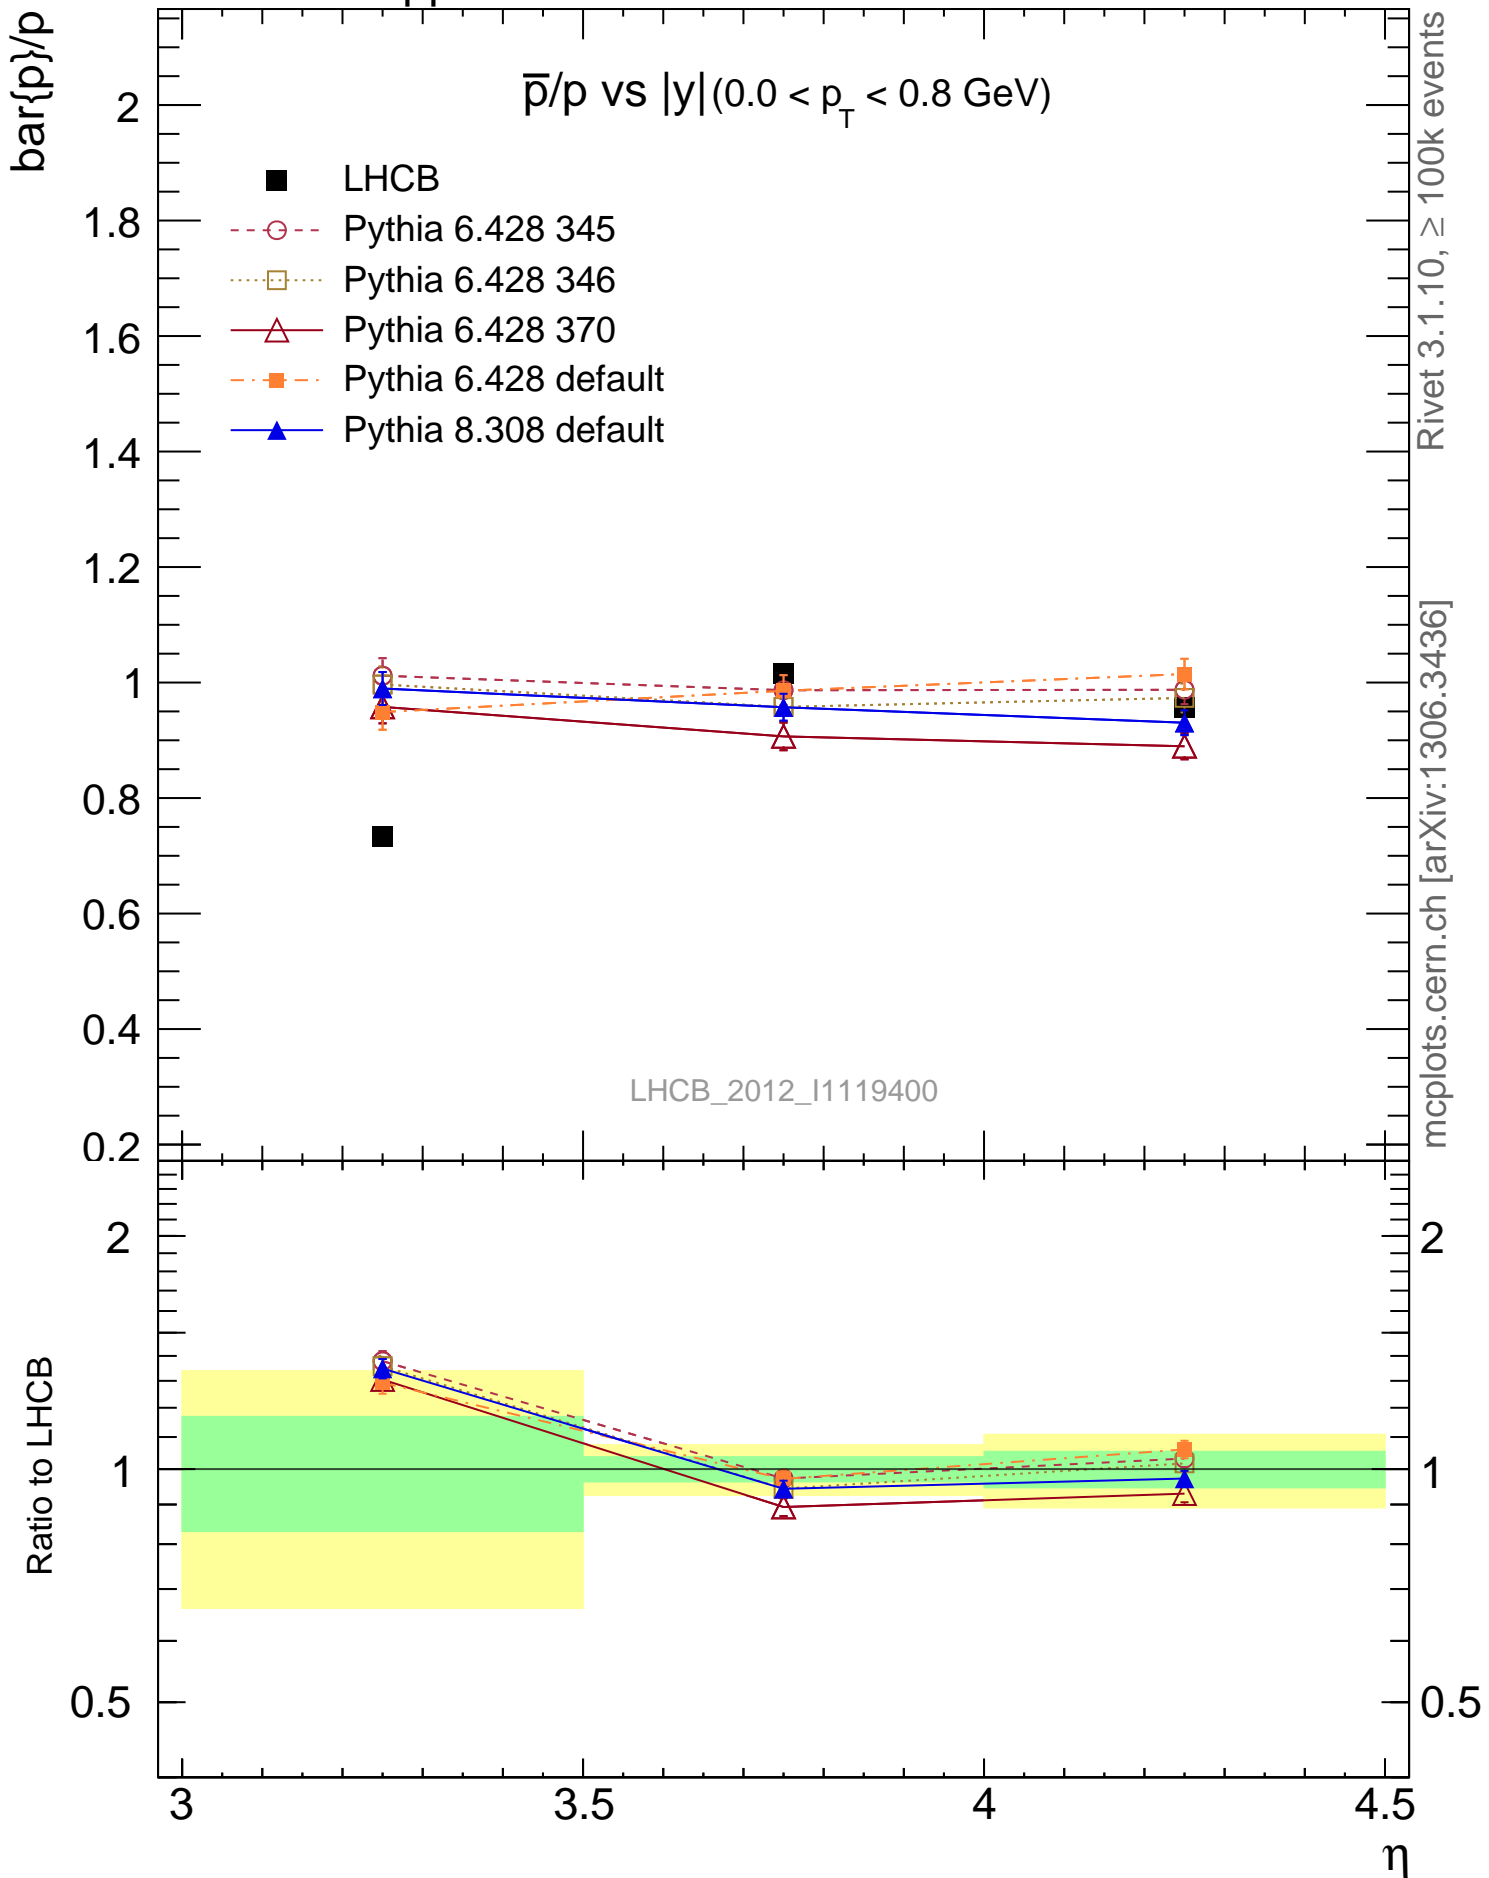 bar{p}/p
p̅/p vs |y| (0.0 < p_T < 0.8 GeV)
LHCB
Pythia 6.428 345
Pythia 6.428 346
Pythia 6.428 370
Pythia 6.428 default
Pythia 8.308 default
2
1.8
1.6
1.4
1.2
1
0.8
0.6
0.4
0.2
LHCB_2012_I1119400
Rivet 3.1.10, ≥ 100k events
mcplots.cern.ch [arXiv:1306.3436]
Ratio to LHCB
2
1
0.5
2
1
0.5
3
3.5
4
4.5
η